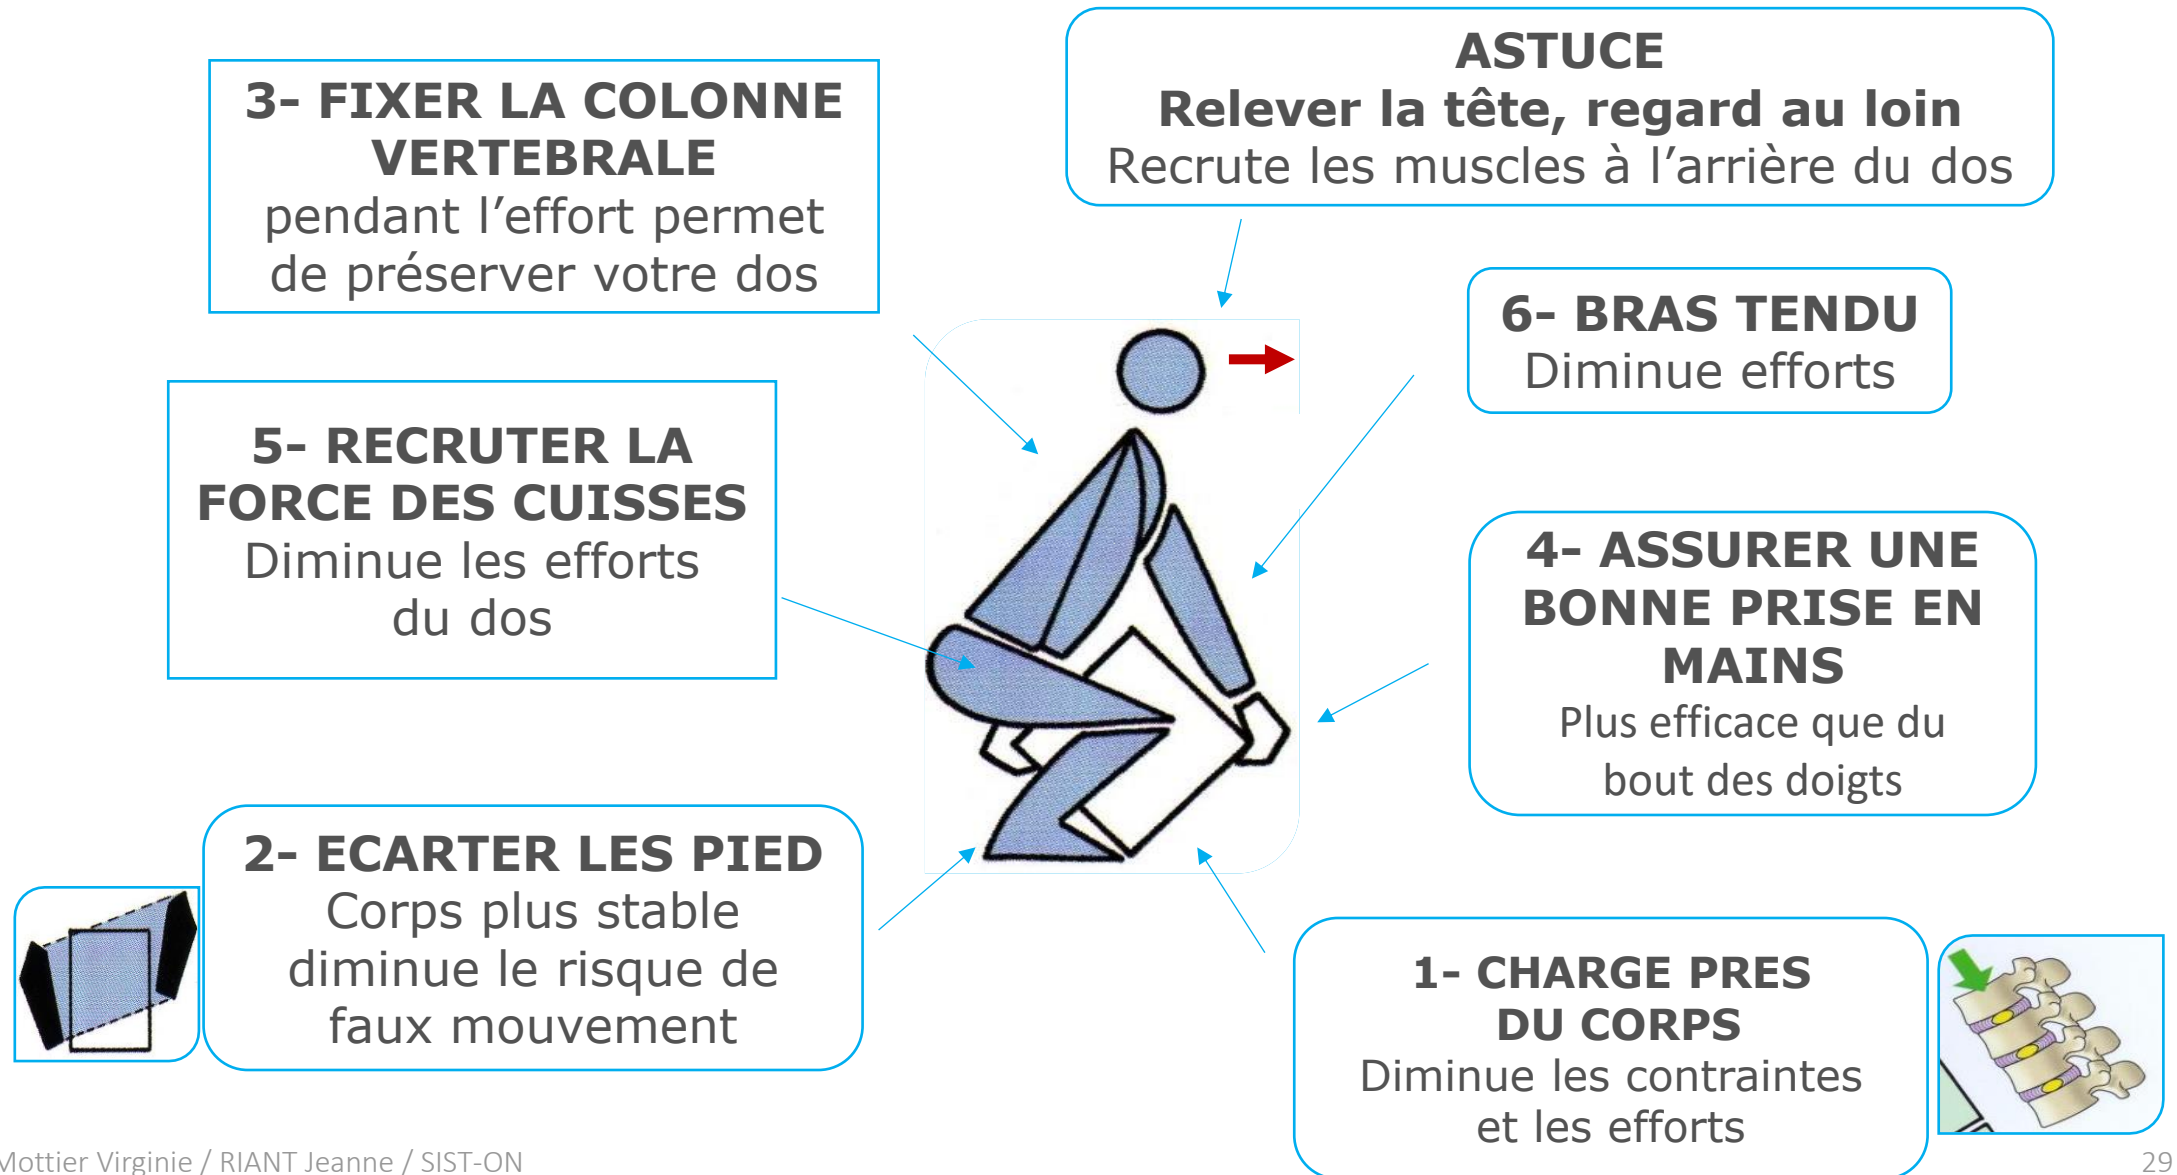 ASTUCE
Relever la tête, regard au loin
Recrute les muscles à l’arrière du dos
3- FIXER LA COLONNE
VERTEBRALE
pendant l’effort permet
de préserver votre dos
6- BRAS TENDU
Diminue efforts
5- RECRUTER LA
FORCE DES CUISSES
Diminue les efforts
du dos
4- ASSURER UNE
BONNE PRISE EN
MAINS
Plus efficace que du
bout des doigts
2- ECARTER LES PIED
Corps plus stable
diminue le risque de
faux mouvement
1- CHARGE PRES
DU CORPS
Diminue les contraintes
et les efforts
Mottier Virginie / RIANT Jeanne / SIST-ON
29